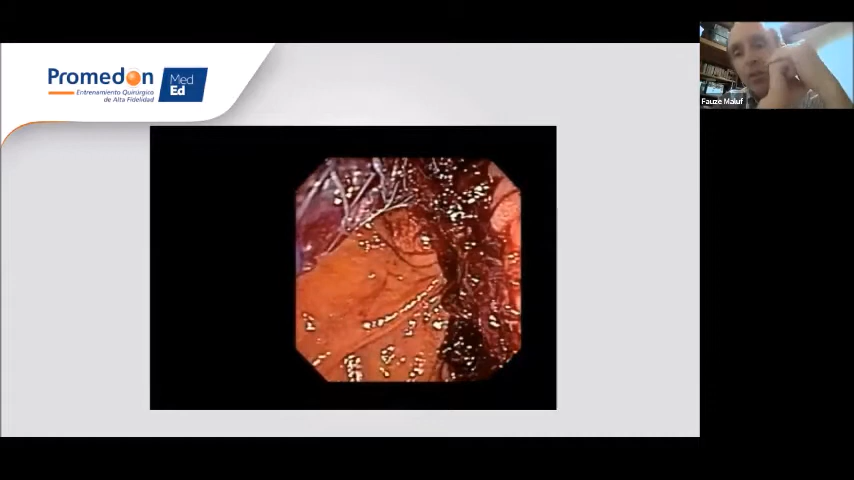 Promedon
Med
Ed
Entrenamiento Quirúrgico
de Alta Fidelidad
Fauze Maluf